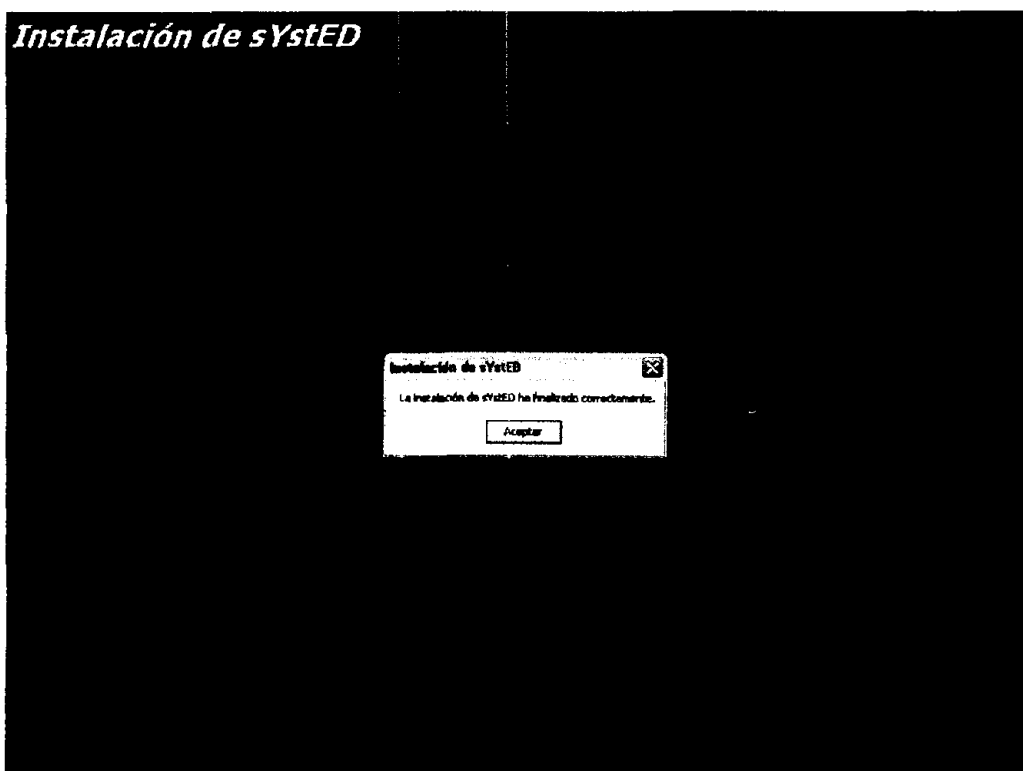 Instalación de sYstED
Instalación de sYstED
La instalación de sYstED ha finalizado correctamente.
Aceptar